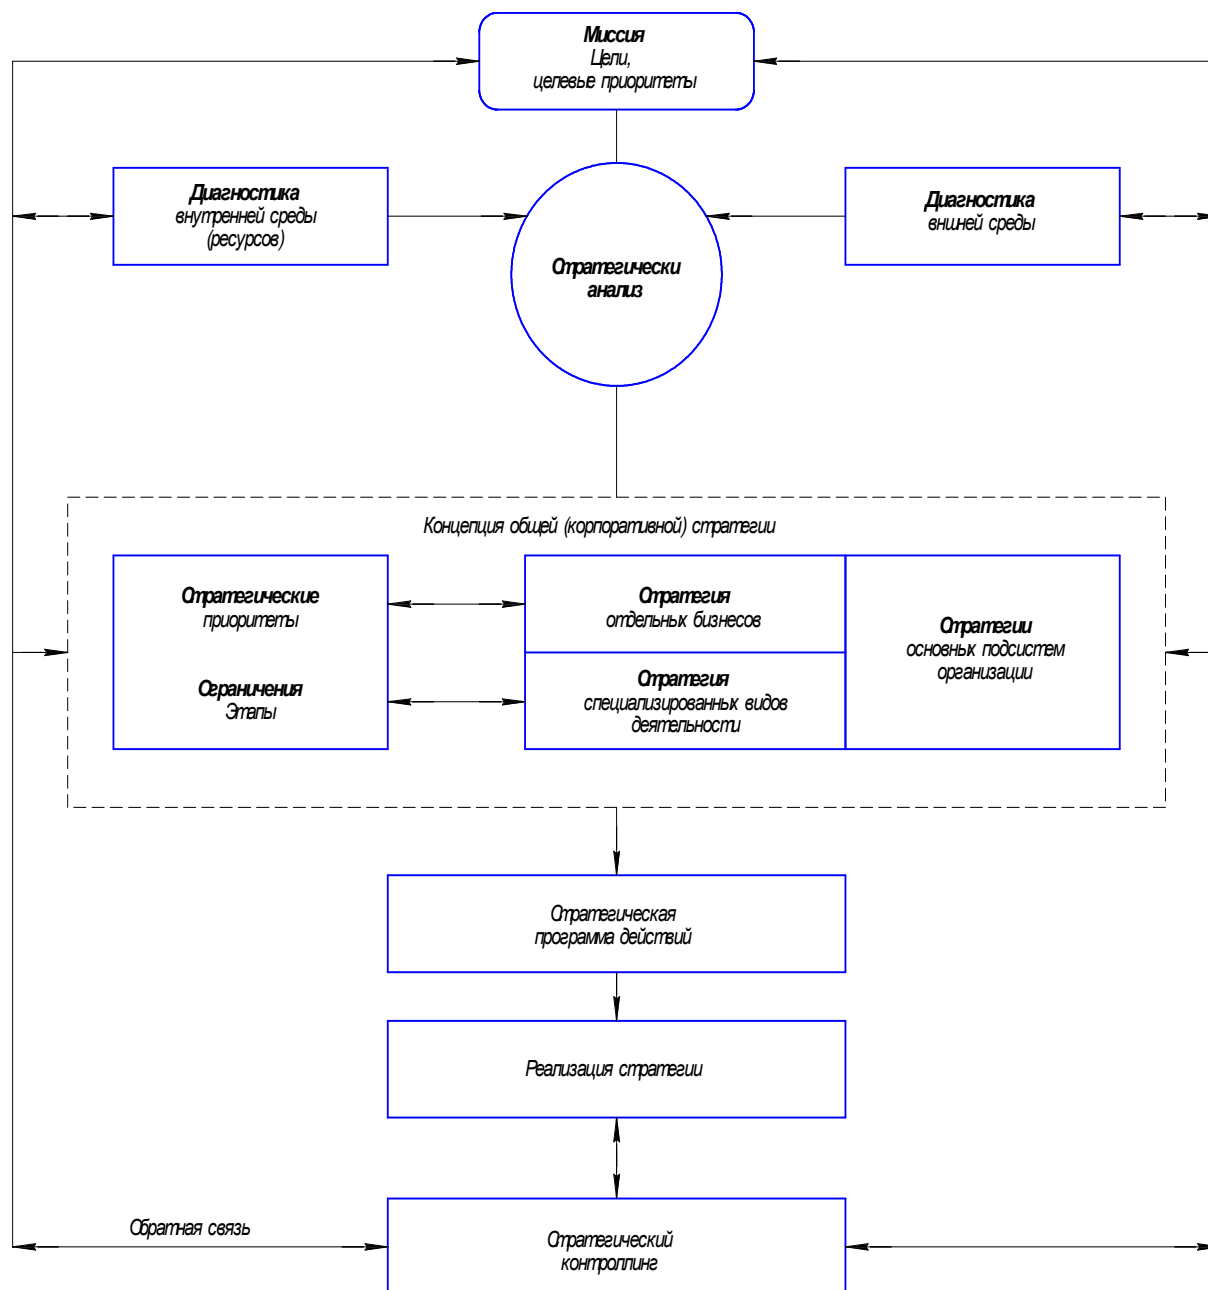 Миссия
Цели,
целевые приоритеты
Диагностика
внутренней среды
(ресурсов)
Диагностика
вншней среды
Стратегически
анализ
Концепция общей (корпоративной) стратегии
Стратегические
приоритеты
Ограничения
Этапы
Стратегия
отдельных бизнесов
Стратегия
специализированных видов
деятельности
Стратегии
основных подсистем
организации
Стратегическая
программа действий
Реализация стратегии
Обратная связь
Стратегический
контроллинг